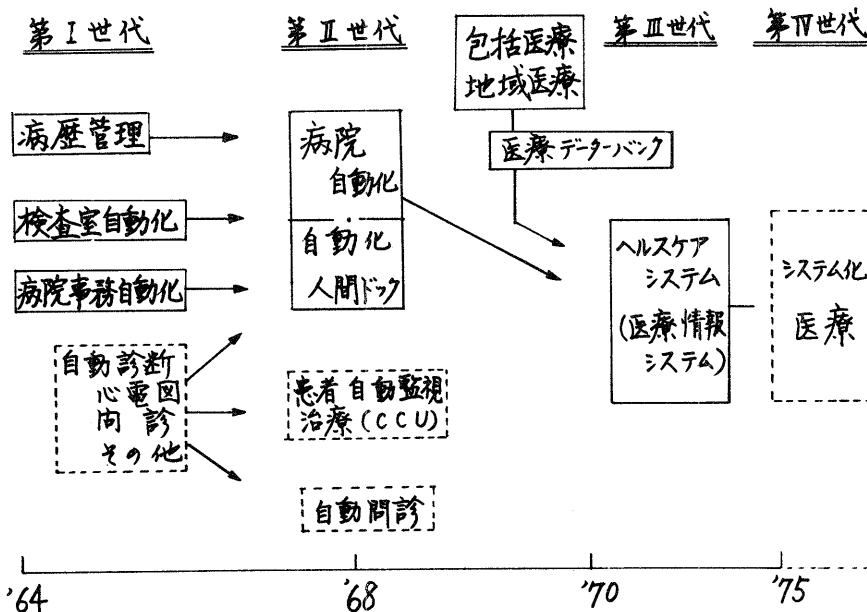 第Ⅰ世代
第Ⅱ世代
第Ⅲ世代
第Ⅳ世代
包括医療
地域医療
病歴管理
検査室自動化
病院事務自動化
自動診断
心電図
問診
その他
病院
自動化
自動化
人間ドック
患者自動監視
治療(CCU)
自動問診
医療データーバンク
ヘルスケア
システム
(医療情報
システム)
システム化
医療
'64
'68
'70
'75